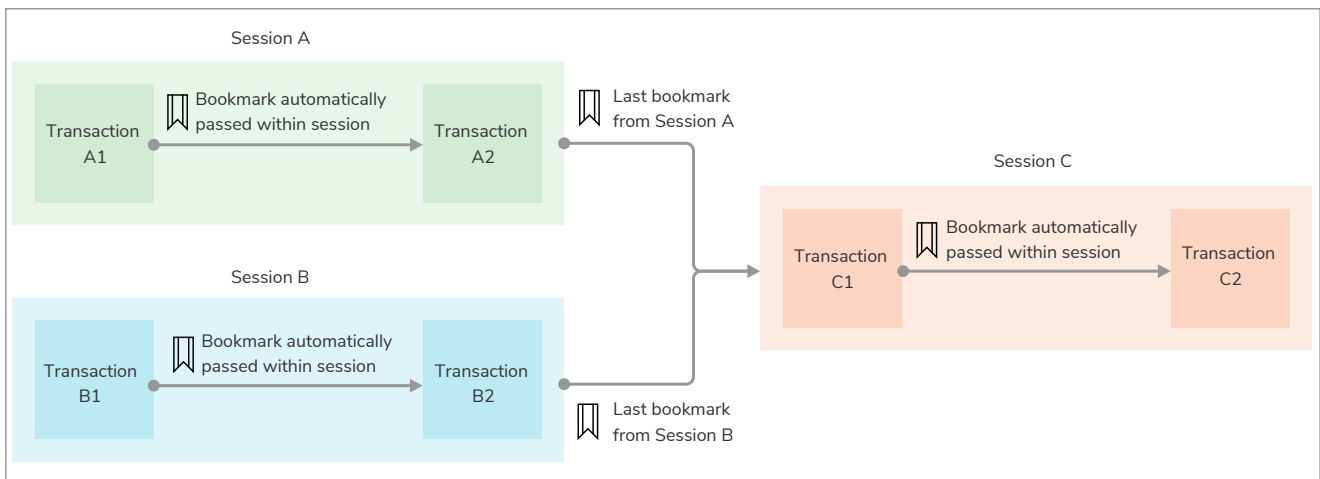 Session A
Transaction
A1
Bookmark automatically
passed within session
Transaction
A2
Last bookmark
from Session A
Session B
Transaction
B1
Bookmark automatically
passed within session
Transaction
B2
Last bookmark
from Session B
Session C
Transaction
C1
Bookmark automatically
passed within session
Transaction
C2